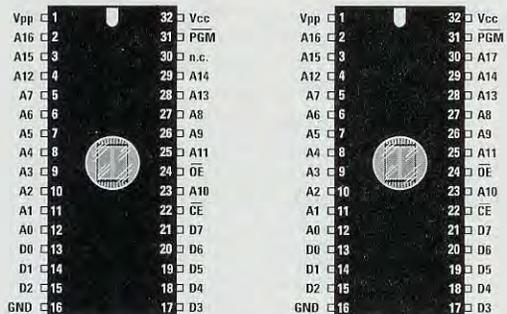 Vpp 1 32 Vcc
A16 2 31 PGM
A15 3 30 n.c.
A12 4 29 A14
A7 5 28 A13
A6 6 27 A8
A5 7 26 A9
A4 8 25 A11
A3 9 24 OE
A2 10 23 A10
A1 11 22 CE
A0 12 21 D7
D0 13 20 D6
D1 14 19 D5
D2 15 18 D4
GND 16 17 D3
Vpp 1 32 Vcc
A16 2 31 PGM
A15 3 30 A17
A12 4 29 A14
A7 5 28 A13
A6 6 27 A8
A5 7 26 A9
A4 8 25 A11
A3 9 24 OE
A2 10 23 A10
A1 11 22 CE
A0 12 21 D7
D0 13 20 D6
D1 14 19 D5
D2 15 18 D4
GND 16 17 D3